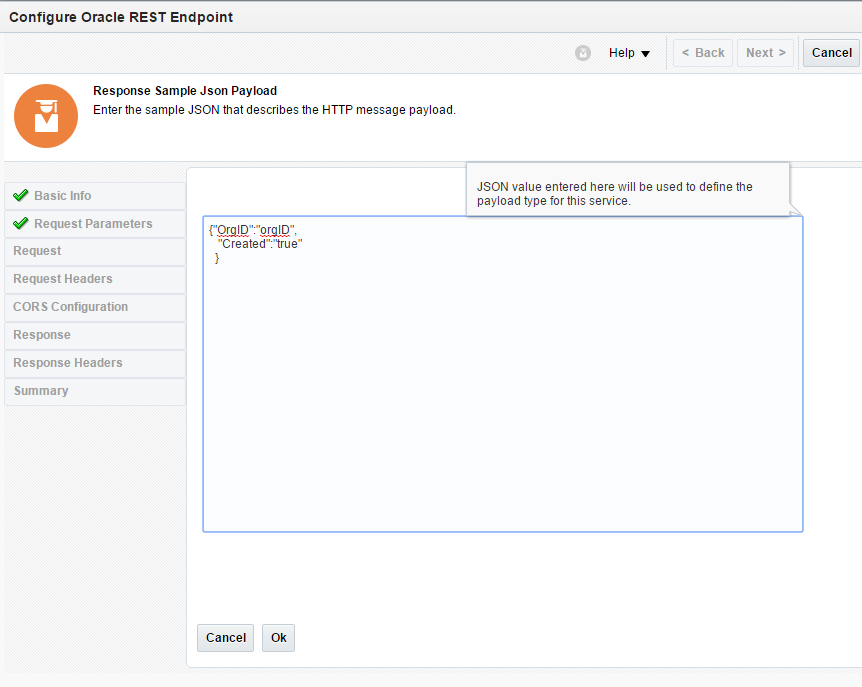 Configure Oracle REST Endpoint
Help
< Back
Next >
Cancel
Response Sample Json Payload
Enter the sample JSON that describes the HTTP message payload.
Basic Info
Request Parameters
Request
Request Headers
CORS Configuration
Response
Response Headers
Summary
JSON value entered here will be used to define the
payload type for this service.
{"OrgID":"orgID",
"Created":"true"
}
Cancel
Ok